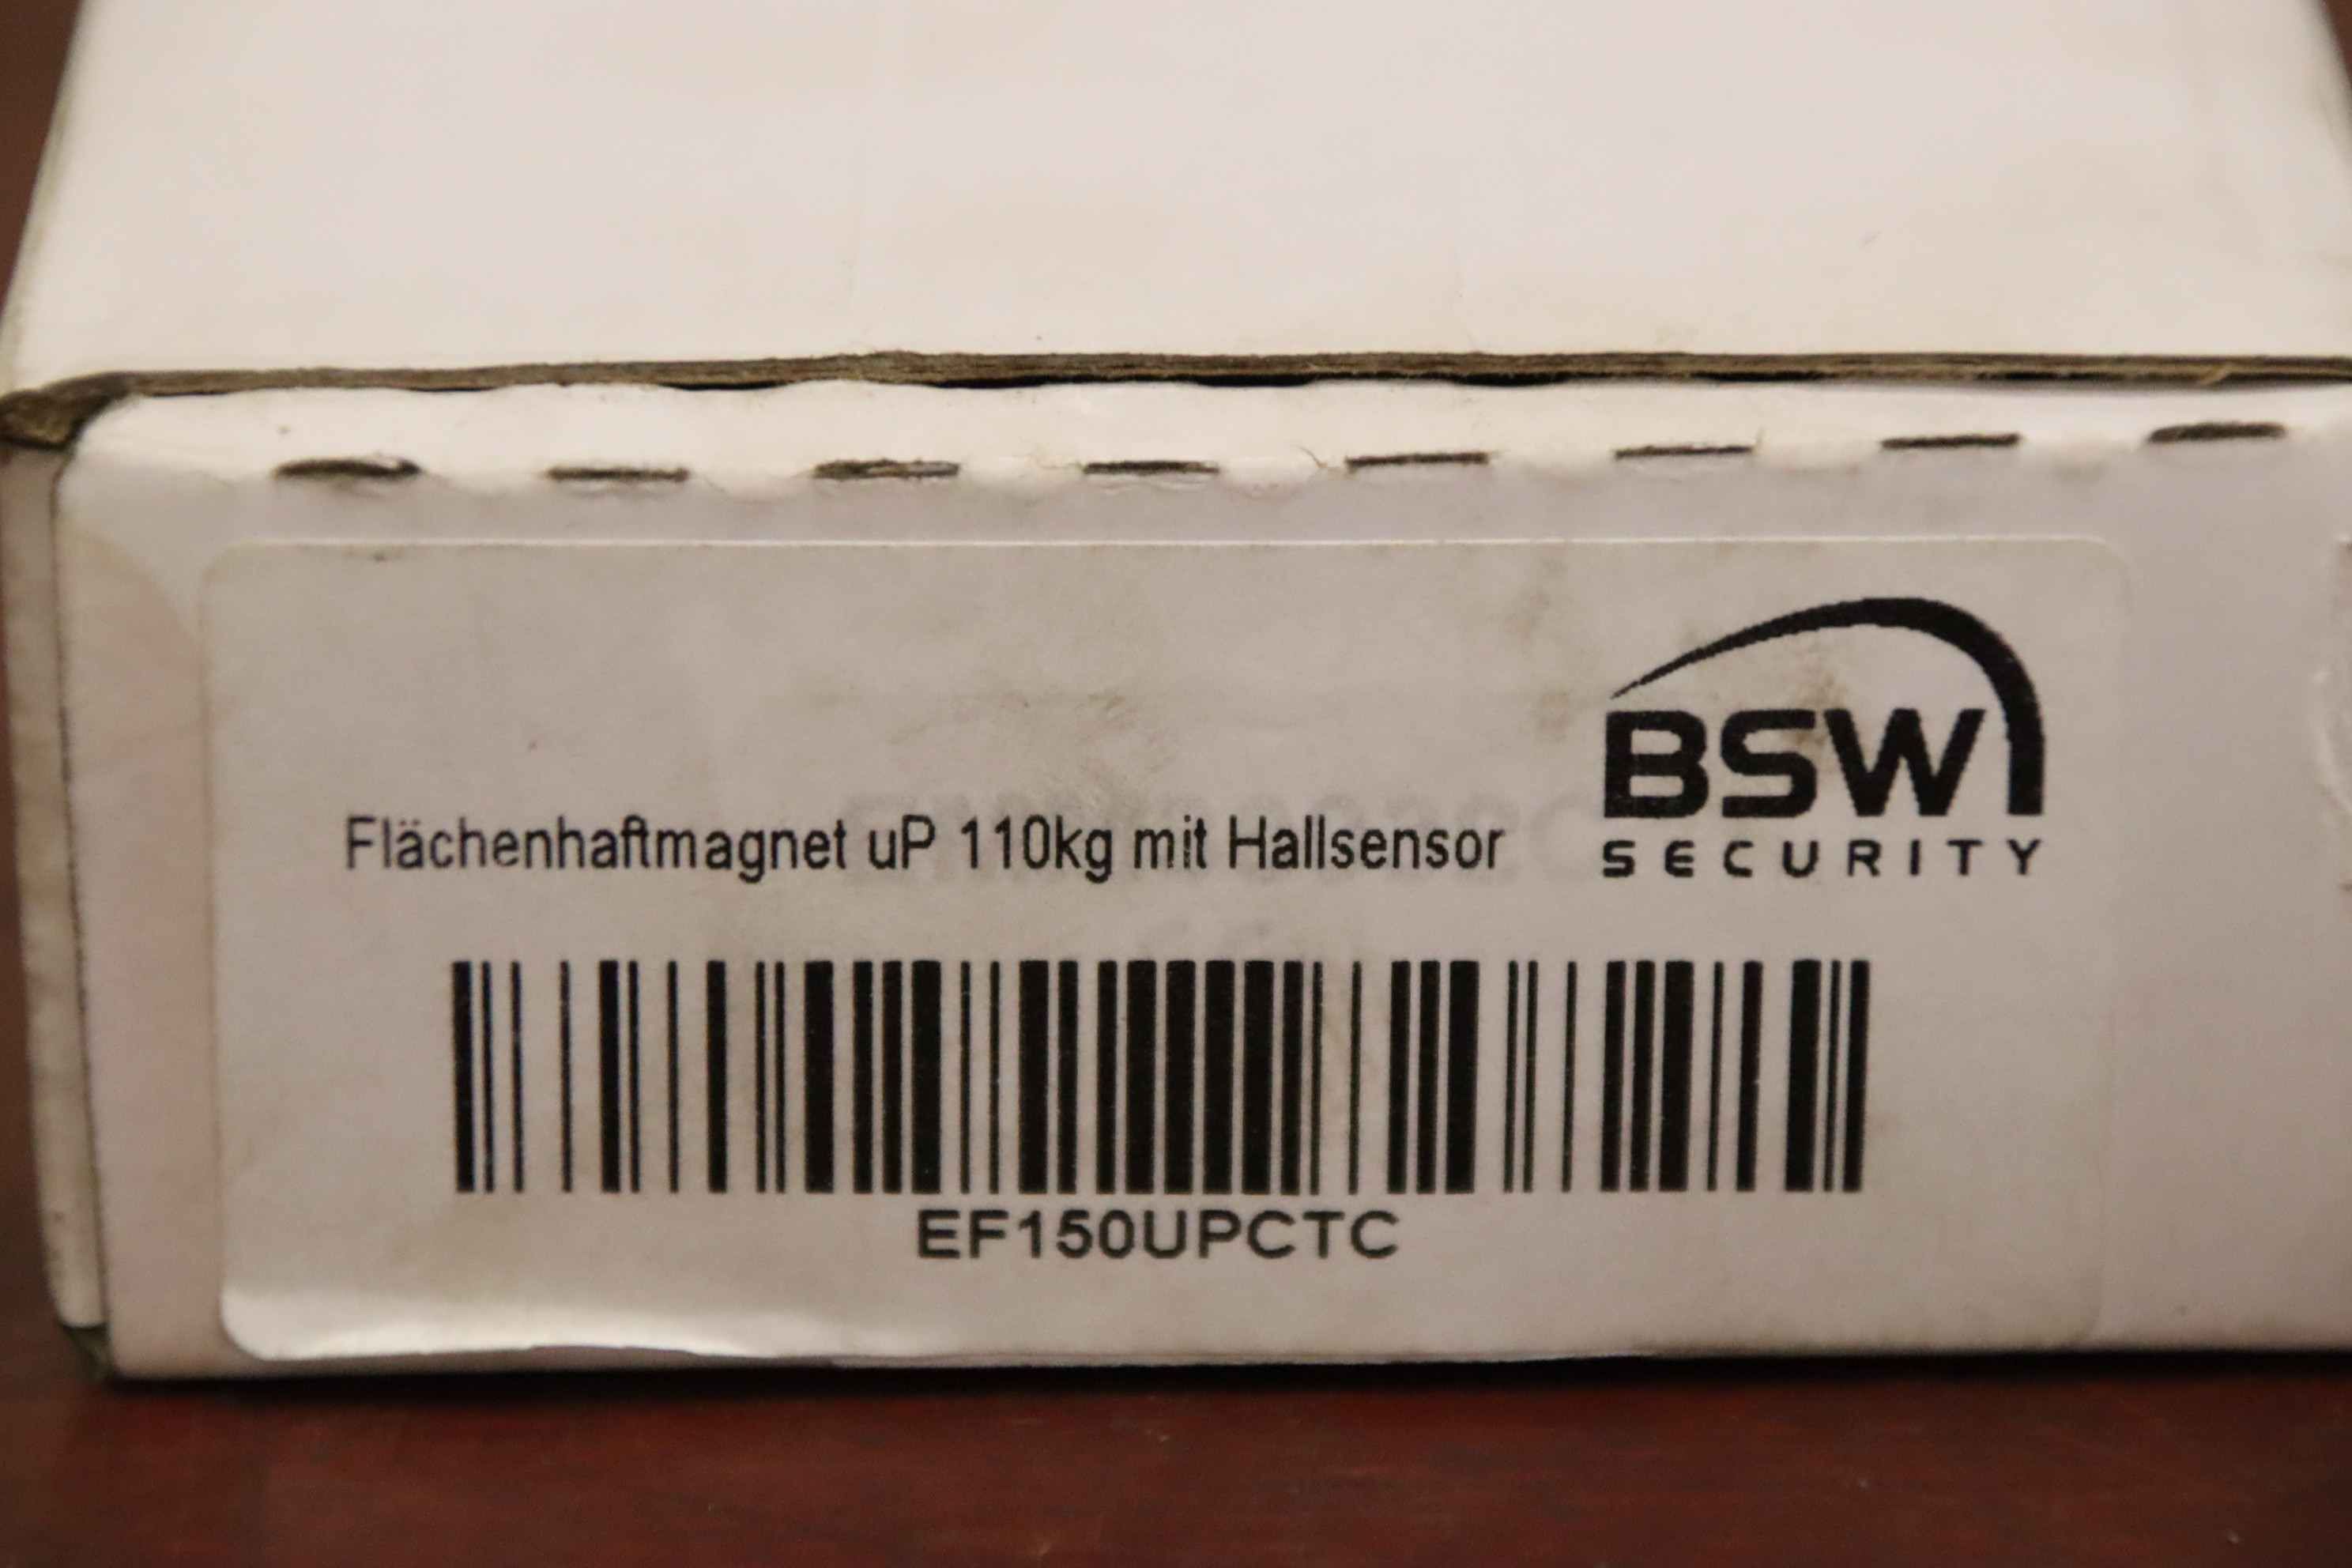 BSW
SECURITY
Flächenhaftmagnet uP 110kg mit Hallsensor
EF150UPCTC